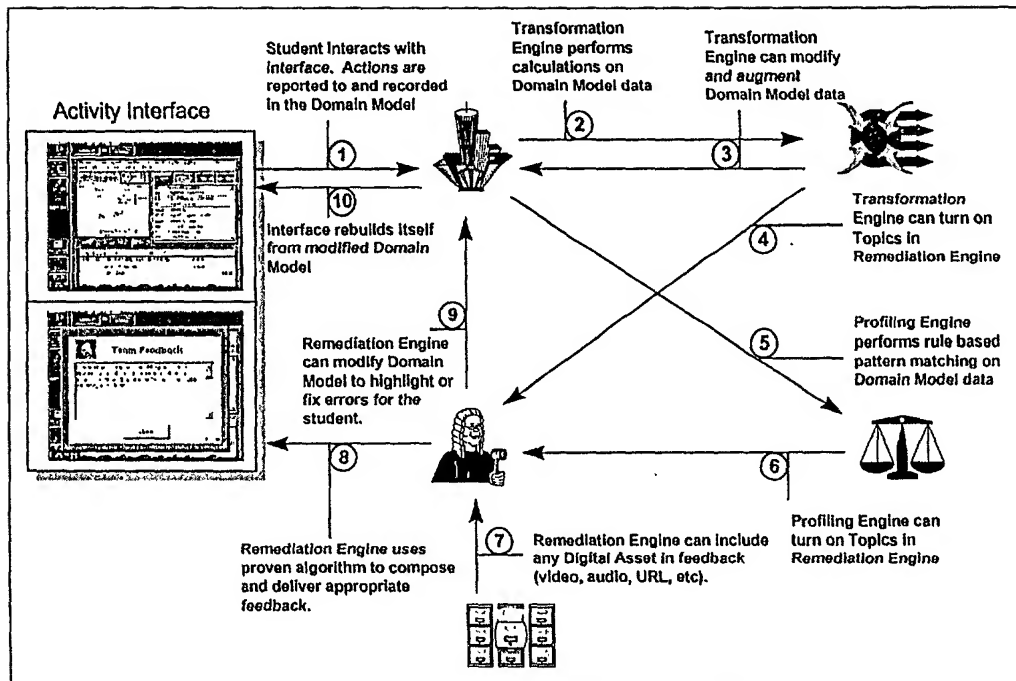 Student Interacts with
interface. Actions are
reported to and recorded
in the Domain Model
Transformation
Engine performs
calculations on
Domain Model data
Transformation
Engine can modify
and augment
Domain Model data
Activity Interface
1
2
3
10
Interface rebuilds itself
from modified Domain
Model
4
Transformation
Engine can turn on
Topics in
Remediation Engine
9
Remediation Engine
can modify Domain
Model to highlight or
fix errors for the
student.
5
Profiling Engine
performs rule based
pattern matching on
Domain Model data
Team Feedback
8
6
Remediation Engine uses
proven algorithm to compose
and deliver appropriate
feedback.
7
Remediation Engine can include
any Digital Asset in feedback
(video, audio, URL, etc).
Profiling Engine can
turn on Topics in
Remediation Engine